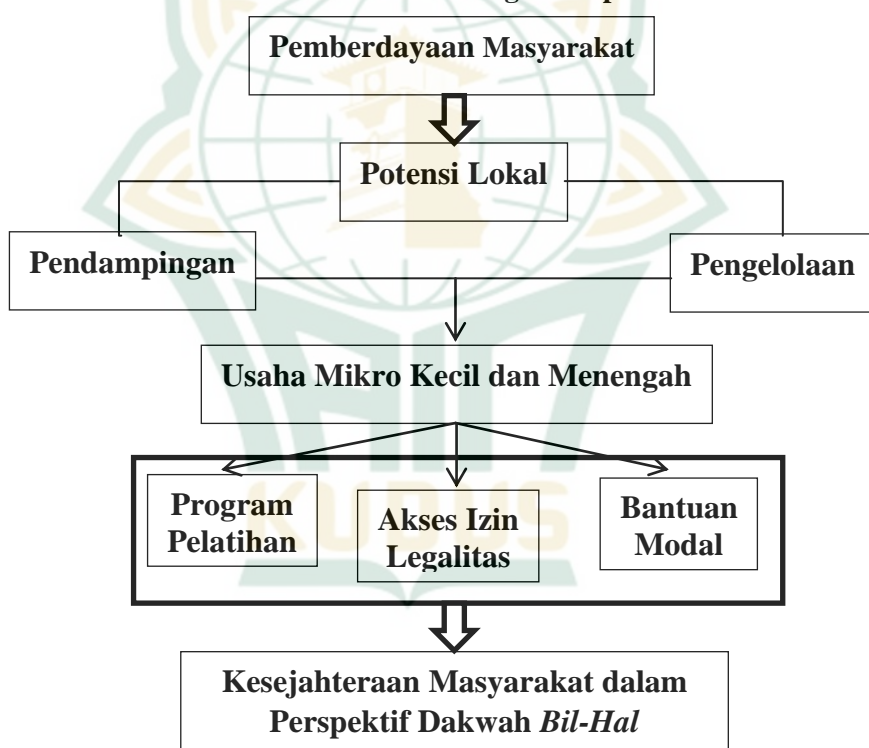 Pemberdayaan Masyarakat
Potensi Lokal
Pendampingan
Pengelolaan
Usaha Mikro Kecil dan Menengah
Program
Pelatihan
Akses Izin
Legalitas
Bantuan
Modal
KUDUS
Kesejahteraan Masyarakat dalam
Perspektif Dakwah Bil-Hal